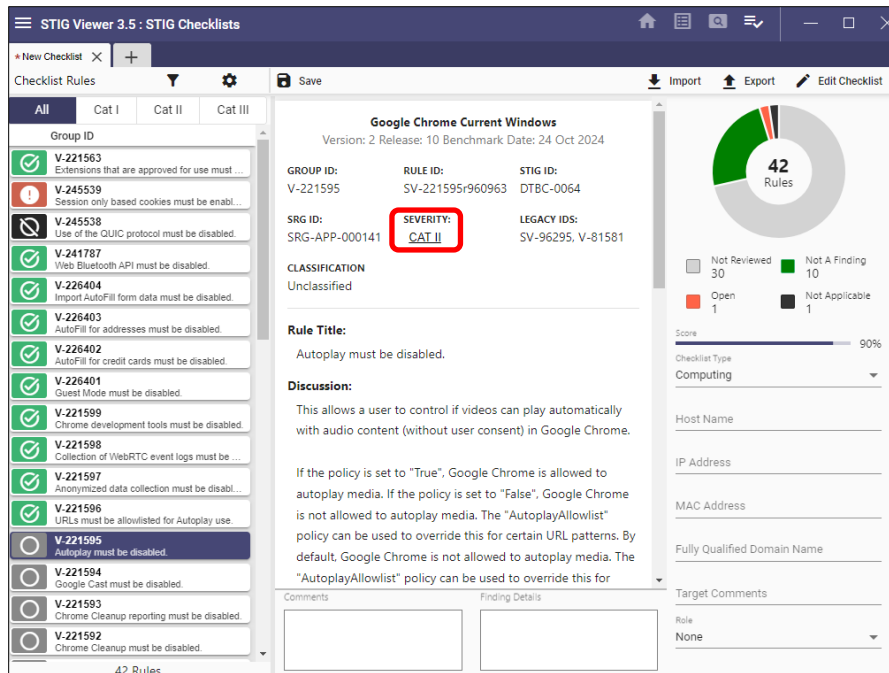 STIG Viewer 3.5 : STIG Checklists
* New Checklist
Checklist Rules
Save
Import
Export
Edit Checklist
All Cat I Cat II Cat III
Group ID
V-221563
Extensions that are approved for use must ...
V-245539
Session only based cookies must be enabl...
V-245538
Use of the QUIC protocol must be disabled.
V-241787
Web Bluetooth API must be disabled.
V-226404
Import AutoFill form data must be disabled.
V-226403
AutoFill for addresses must be disabled.
V-226402
AutoFill for credit cards must be disabled.
V-226401
Guest Mode must be disabled.
V-221599
Chrome development tools must be disabled.
V-221598
Collection of WebRTC event logs must be ...
V-221597
Anonymized data collection must be disabl...
V-221596
URLs must be allowlisted for Autoplay use.
V-221595
Autoplay must be disabled.
V-221594
Google Cast must be disabled.
V-221593
Chrome Cleanup reporting must be disabled.
V-221592
Chrome Cleanup must be disabled.
42 Rules
Google Chrome Current Windows
Version: 2 Release: 10 Benchmark Date: 24 Oct 2024
GROUP ID: RULE ID: STIG ID:
V-221595 SV-221595r960963 DTBC-0064
SRG ID: SEVERITY: LEGACY IDS:
SRG-APP-000141 CAT II SV-96295, V-81581
CLASSIFICATION
Unclassified
Rule Title:
Autoplay must be disabled.
Discussion:
This allows a user to control if videos can play automatically
with audio content (without user consent) in Google Chrome.
If the policy is set to "True", Google Chrome is allowed to
autoplay media. If the policy is set to "False", Google Chrome
is not allowed to autoplay media. The "AutoplayAllowlist"
policy can be used to override this for certain URL patterns. By
default, Google Chrome is not allowed to autoplay media. The
"AutoplayAllowlist" policy can be used to override this for
Comments
Finding Details
42
Rules
Not Reviewed
30
Not A Finding
10
Open
1
Not Applicable
1
Score
90%
Checklist Type
Computing
Host Name
IP Address
MAC Address
Fully Qualified Domain Name
Target Comments
Role
None